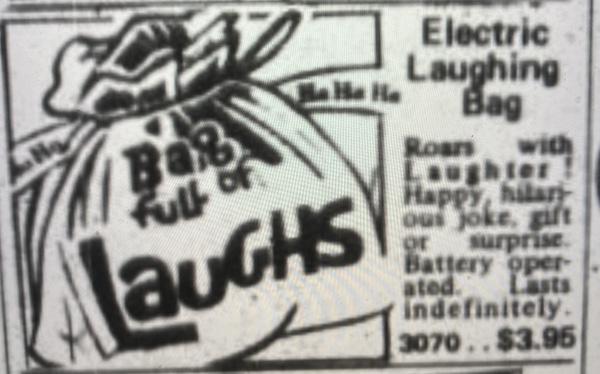 Ha Ha Ha
Ha
Bag
full of
LauGHS
Electric
Laughing
Bag
Roars with
Laughter!
Happy, hilari-
ous joke, gift
or surprise.
Battery oper-
ated. Lasts
indefinitely.
3070 . . $3.95